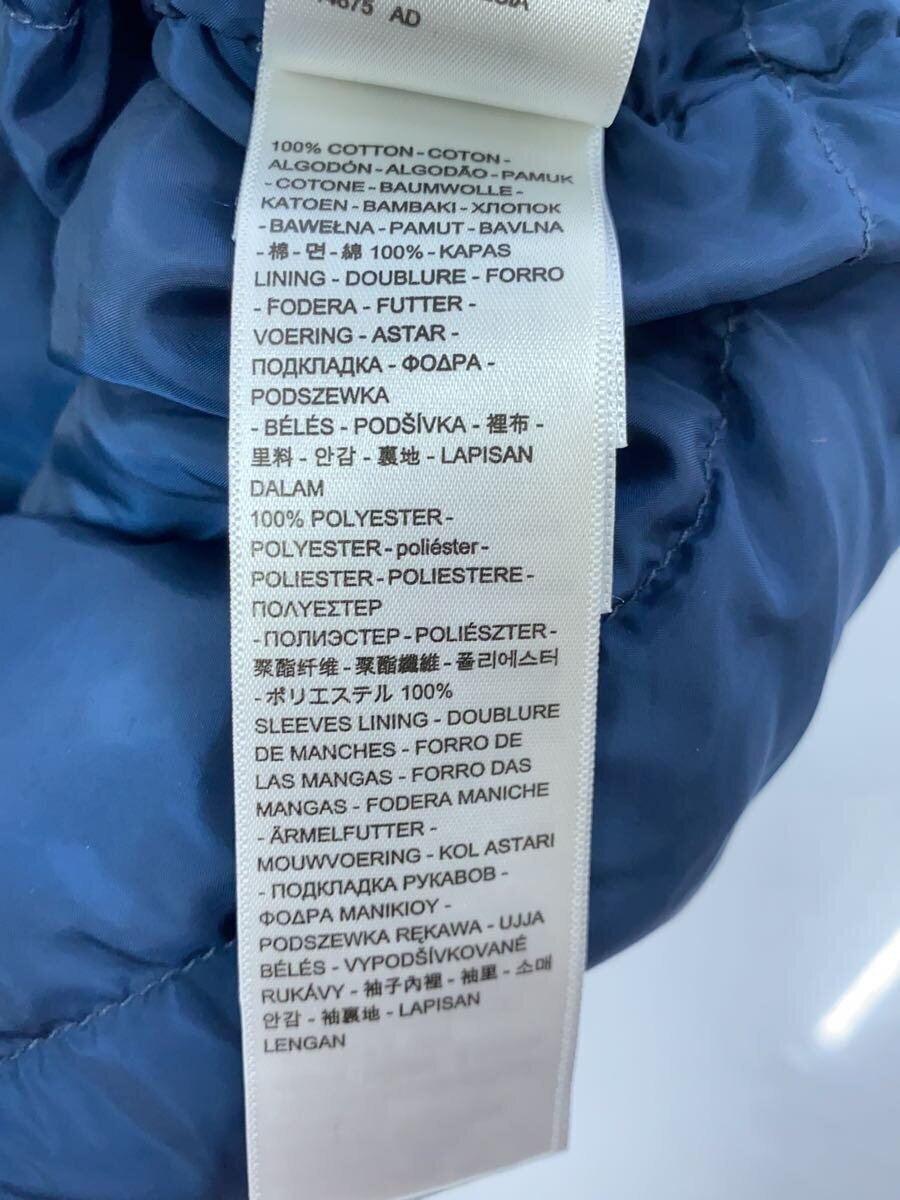 AD
100% COTTON - COTON -
ALGODÓN - ALGODÃO - PAMUK
- COTONE - BAUMWOLLE -
KATOEN - BAMBAKI - ХЛОПОК
- BAWEŁNA - PAMUT - BAVLNA
- 棉 - 면 - 綿 100% - KAPAS
LINING - DOUBLURE - FORRO
- FODERA - FUTTER -
VOERING - ASTAR -
ПОДКЛАДКА - ΦΟΔΡΑ -
PODSZEWKA
- BÉLÉS - PODŠÍVKA - 裡布 -
里料 - 안감 - 裏地 - LAPISAN
DALAM
100% POLYESTER -
POLYESTER - poliéster -
POLIESTER - POLIESTERE -
ΠΟΛΥΕΣΤΕΡ
- ПОЛИЭСТЕР - POLIÉSZTER -
聚酯纤维 - 聚酯纖維 - 폴리에스터
- ポリエステル 100%
SLEEVES LINING - DOUBLURE
DE MANCHES - FORRO DE
LAS MANGAS - FORRO DAS
MANGAS - FODERA MANICHE
- ÄRMELFUTTER -
MOUWVOERING - KOL ASTARI
- ПОДКЛАДКА РУКАВОВ -
ΦΟΔΡΑ ΜΑΝΙΚΙΟΥ -
PODSZEWKA RĘKAWA - UJJA
BÉLÉS - VYPODŠÍVKOVANÉ
RUKÁVY - 袖子內裡 - 袖里 - 소매
안감 - 袖裏地 - LAPISAN
LENGAN